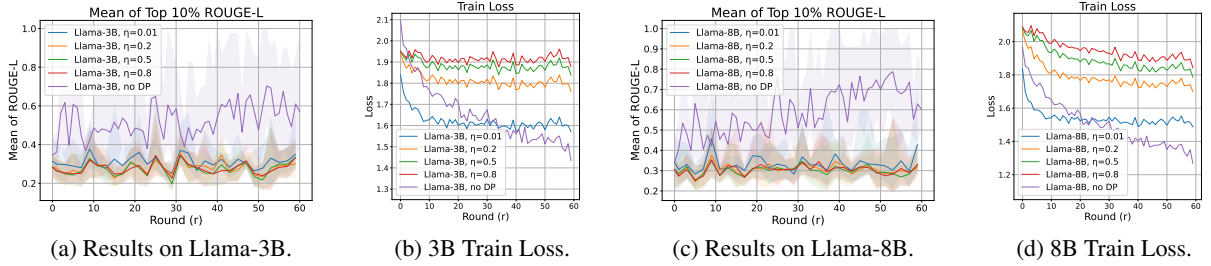 Mean of Top 10% ROUGE-L
Mean of ROUGE-L
1.0
0.8
0.6
0.4
0.2
Llama-3B, η=0.01
Llama-3B, η=0.2
Llama-3B, η=0.5
Llama-3B, η=0.8
Llama-3B, no DP
0 10 20 30 40 50 60
Round (r)
(a) Results on Llama-3B.
Train Loss
Loss
2.1
2.0
1.9
1.8
1.7
1.6
1.5
1.4
1.3
Llama-3B, η=0.01
Llama-3B, η=0.2
Llama-3B, η=0.5
Llama-3B, η=0.8
Llama-3B, no DP
0 10 20 30 40 50 60
Round (r)
(b) 3B Train Loss.
Mean of Top 10% ROUGE-L
Mean of ROUGE-L
1.0
0.9
0.8
0.7
0.6
0.5
0.4
0.3
0.2
Llama-8B, η=0.01
Llama-8B, η=0.2
Llama-8B, η=0.5
Llama-8B, η=0.8
Llama-8B, no DP
0 10 20 30 40 50 60
Round (r)
(c) Results on Llama-8B.
Train Loss
Loss
2.0
1.8
1.6
1.4
1.2
Llama-8B, η=0.01
Llama-8B, η=0.2
Llama-8B, η=0.5
Llama-8B, η=0.8
Llama-8B, no DP
0 10 20 30 40 50 60
Round (r)
(d) 8B Train Loss.